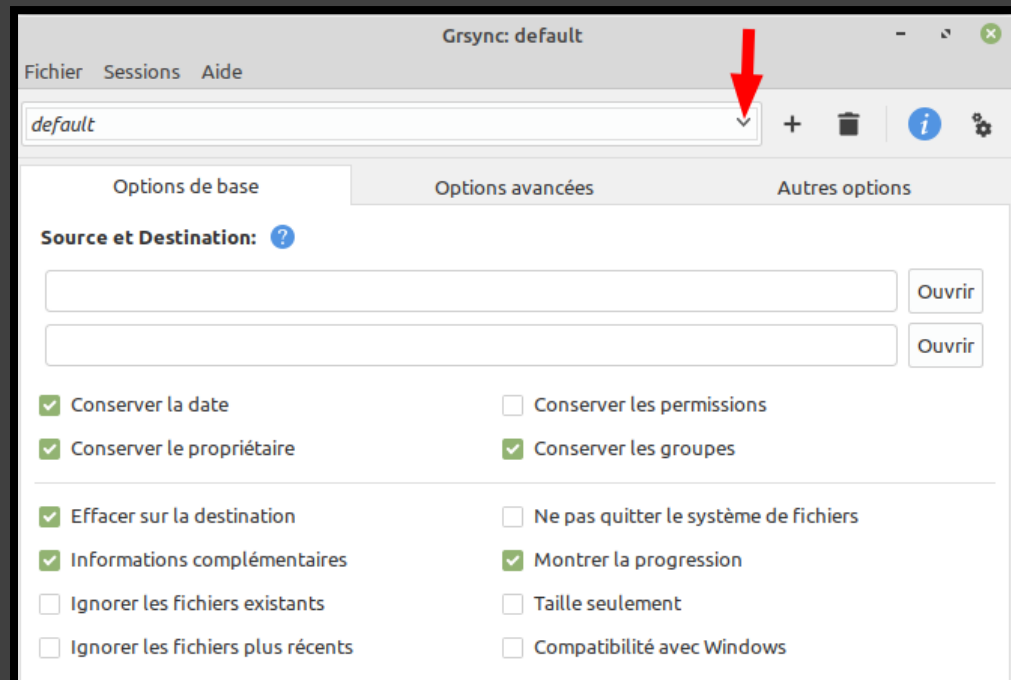 Grsync: default
Fichier Sessions Aide
default
Options de base Options avancées Autres options
Source et Destination: ?
Ouvrir
Ouvrir
Conserver la date Conserver les permissions
Conserver le propriétaire Conserver les groupes
Effacer sur la destination Ne pas quitter le système de fichiers
Informations complémentaires Montrer la progression
Ignorer les fichiers existants Taille seulement
Ignorer les fichiers plus récents Compatibilité avec Windows